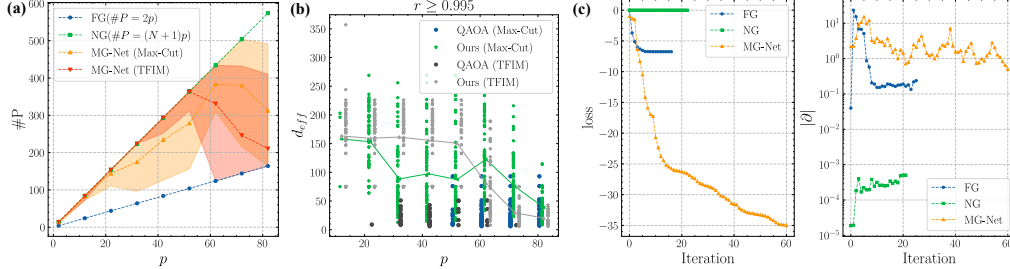 (a)
#P
600
500
400
300
200
100
0
0
20
40
60
80
p
FG(#P = 2p)
NG(#P = (N + 1)p)
MG-Net (Max-Cut)
MG-Net (TFIM)
(b)
r ≥ 0.995
d_eff
350
300
250
200
150
100
50
0
20
40
60
80
p
QAOA (Max-Cut)
Ours (Max-Cut)
QAOA (TFIM)
Ours (TFIM)
(c)
loss
0
−5
−10
−15
−20
−25
−30
−35
0
20
40
60
Iteration
FG
NG
MG-Net
|∂|
10^1
10^0
10^−1
10^−2
10^−3
10^−4
10^−5
0
20
40
60
Iteration
FG
NG
MG-Net